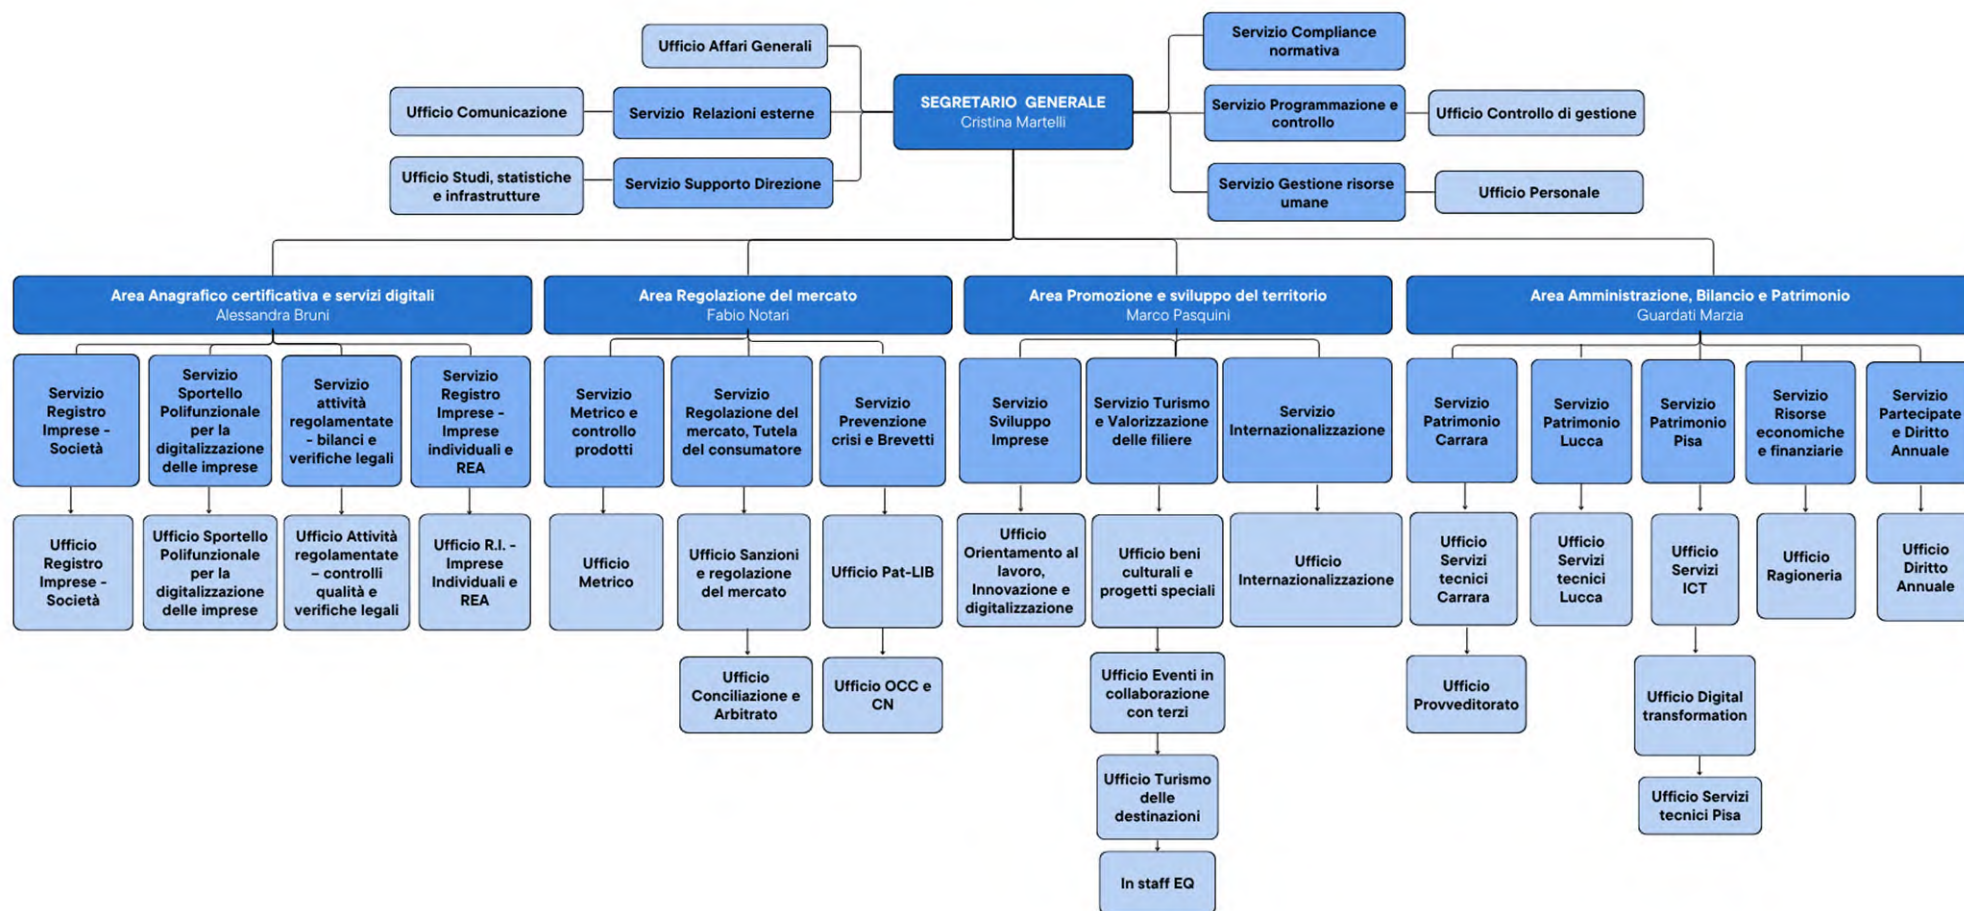 Ufficio Affari Generali
Servizio Compliance
normativa
SEGRETARIO GENERALE
Cristina Martelli
Ufficio Comunicazione
Servizio Relazioni esterne
Servizio Programmazione e
controllo
Ufficio Controllo di gestione
Ufficio Studi, statistiche
e infrastrutture
Servizio Supporto Direzione
Servizio Gestione risorse
umane
Ufficio Personale
Area Anagrafico certificativa e servizi digitali
Alessandra Bruni
Area Regolazione del mercato
Fabio Notari
Area Promozione e sviluppo del territorio
Marco Pasquini
Area Amministrazione, Bilancio e Patrimonio
Guardati Marzia
Servizio
Registro
Imprese -
Società
Servizio
Sportello
Polifunzionale
per la
digitalizzazione
delle imprese
Servizio
attività
regolamentate
– bilanci e
verifiche legali
Servizio
Registro
Imprese -
Imprese
individuali e
REA
Servizio
Metrico e
controllo
prodotti
Servizio
Regolazione del
mercato, Tutela
del consumatore
Servizio
Prevenzione
crisi e Brevetti
Servizio
Sviluppo
Imprese
Servizio Turismo
e Valorizzazione
delle filiere
Servizio
Internazionalizzazione
Servizio
Patrimonio
Carrara
Servizio
Patrimonio
Lucca
Servizio
Patrimonio
Pisa
Servizio
Risorse
economiche
e finanziarie
Servizio
Partecipate
e Diritto
Annuale
Ufficio
Registro
Imprese -
Società
Ufficio Sportello
Polifunzionale
per la
digitalizzazione
delle imprese
Ufficio Attività
regolamentate
– controlli
qualità e
verifiche legali
Ufficio R.I. -
Imprese
Individuali e
REA
Ufficio
Metrico
Ufficio Sanzioni
e regolazione
del mercato
Ufficio Pat-LIB
Ufficio
Orientamento al
lavoro,
Innovazione e
digitalizzazione
Ufficio beni
culturali e
progetti speciali
Ufficio
Internazionalizzazione
Ufficio
Servizi
tecnici
Carrara
Ufficio
Servizi
tecnici
Lucca
Ufficio
Servizi
ICT
Ufficio
Ragioneria
Ufficio
Diritto
Annuale
Ufficio
Conciliazione e
Arbitrato
Ufficio OCC e
CN
Ufficio Eventi in
collaborazione
con terzi
Ufficio
Provveditorato
Ufficio Digital
transformation
Ufficio Turismo
delle
destinazioni
Ufficio Servizi
tecnici Pisa
In staff EQ